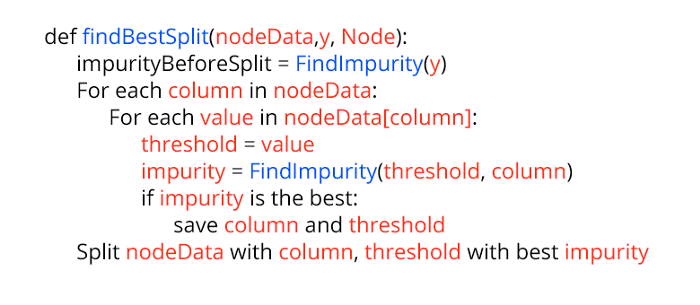 def findBestSplit(nodeData,y, Node):
impurityBeforeSplit = FindImpurity(y)
For each column in nodeData:
For each value in nodeData[column]:
threshold = value
impurity = FindImpurity(threshold, column)
if impurity is the best:
save column and threshold
Split nodeData with column, threshold with best impurity